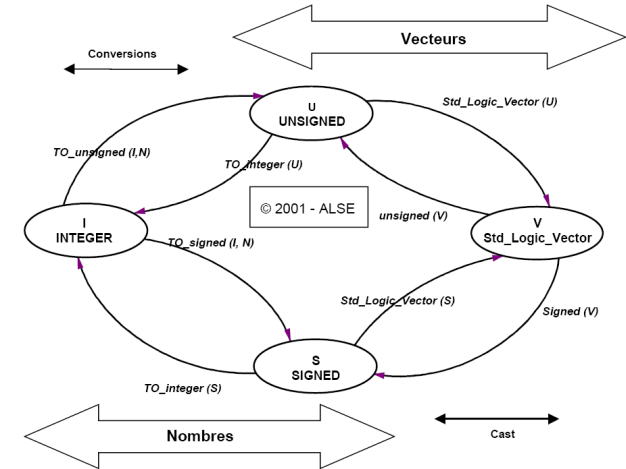 Conversions
Vecteurs
U
UNSIGNED
Std_Logic_Vector (U)
TO_unsigned (I,N)
TO_integer (U)
© 2001 - ALSE
unsigned (V)
I
INTEGER
V
Std_Logic_Vector
TO_signed (I, N)
Std_Logic_Vector (S)
Signed (V)
S
SIGNED
TO_integer (S)
Nombres
Cast